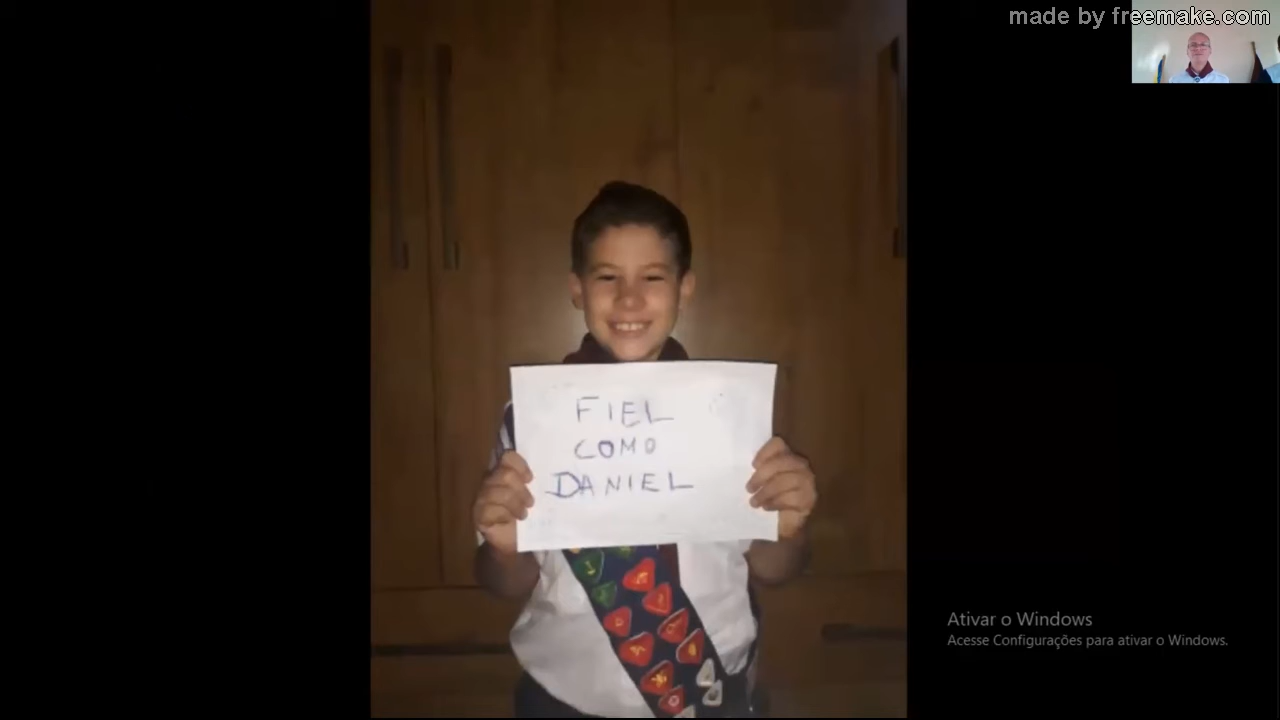 made by freemake.com
FIEL
COMO
DANIEL
Ativar o Windows
Acesse Configurações para ativar o Windows.